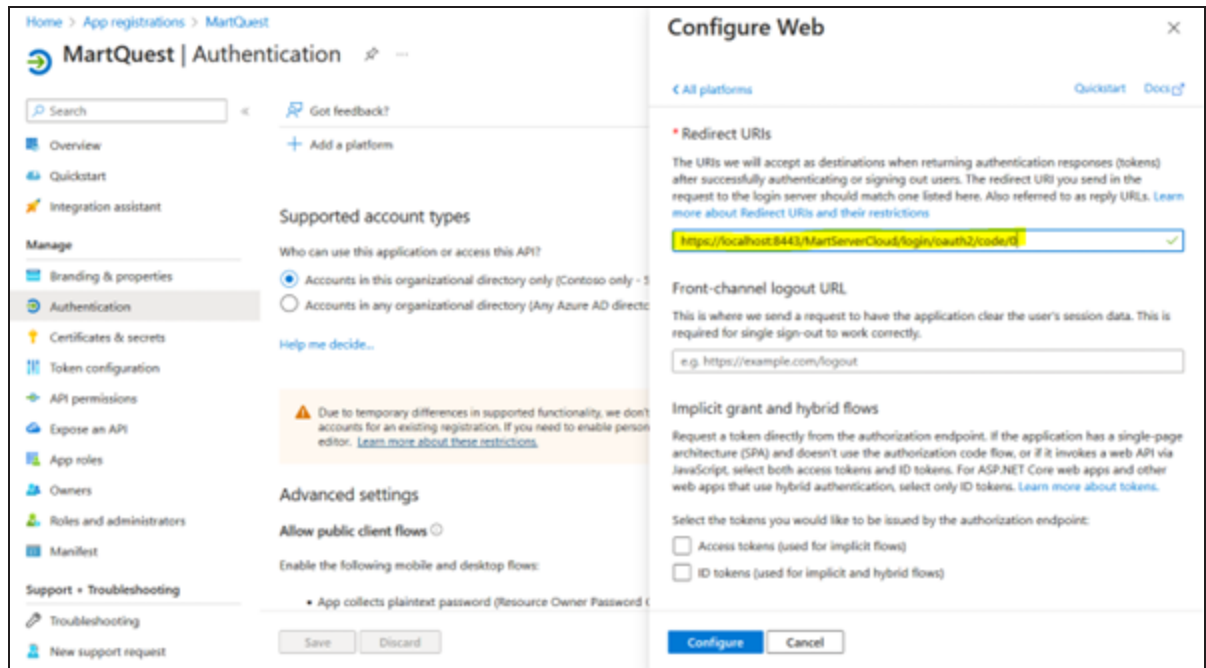 Home > App registrations > MartQuest
MartQuest | Authentication
Search
«
Overview
Quickstart
Integration assistant
Manage
Branding & properties
Authentication
Certificates & secrets
Token configuration
API permissions
Expose an API
App roles
Owners
Roles and administrators
Manifest
Support + Troubleshooting
Troubleshooting
New support request
Got feedback?
+ Add a platform
Supported account types
Who can use this application or access this API?
Accounts in this organizational directory only (Contoso only - S
Accounts in any organizational directory (Any Azure AD directo
Help me decide...
Due to temporary differences in supported functionality, we don't
accounts for an existing registration. If you need to enable person
editor. Learn more about these restrictions.
Advanced settings
Allow public client flows
Enable the following mobile and desktop flows:
• App collects plaintext password (Resource Owner Password C
Save Discard
Configure Web
< All platforms
Quickstart Docs
* Redirect URIs
The URIs we will accept as destinations when returning authentication responses (tokens)
after successfully authenticating or signing out users. The redirect URI you send in the
request to the login server should match one listed here. Also referred to as reply URLs. Learn
more about Redirect URIs and their restrictions
https://localhost:8443/MartServerCloud/login/oauth2/code/0
Front-channel logout URL
This is where we send a request to have the application clear the user's session data. This is
required for single sign-out to work correctly.
e.g. https://example.com/logout
Implicit grant and hybrid flows
Request a token directly from the authorization endpoint. If the application has a single-page
architecture (SPA) and doesn't use the authorization code flow, or if it invokes a web API via
JavaScript, select both access tokens and ID tokens. For ASP.NET Core web apps and other
web apps that use hybrid authentication, select only ID tokens. Learn more about tokens.
Select the tokens you would like to be issued by the authorization endpoint:
Access tokens (used for implicit flows)
ID tokens (used for implicit and hybrid flows)
Configure Cancel